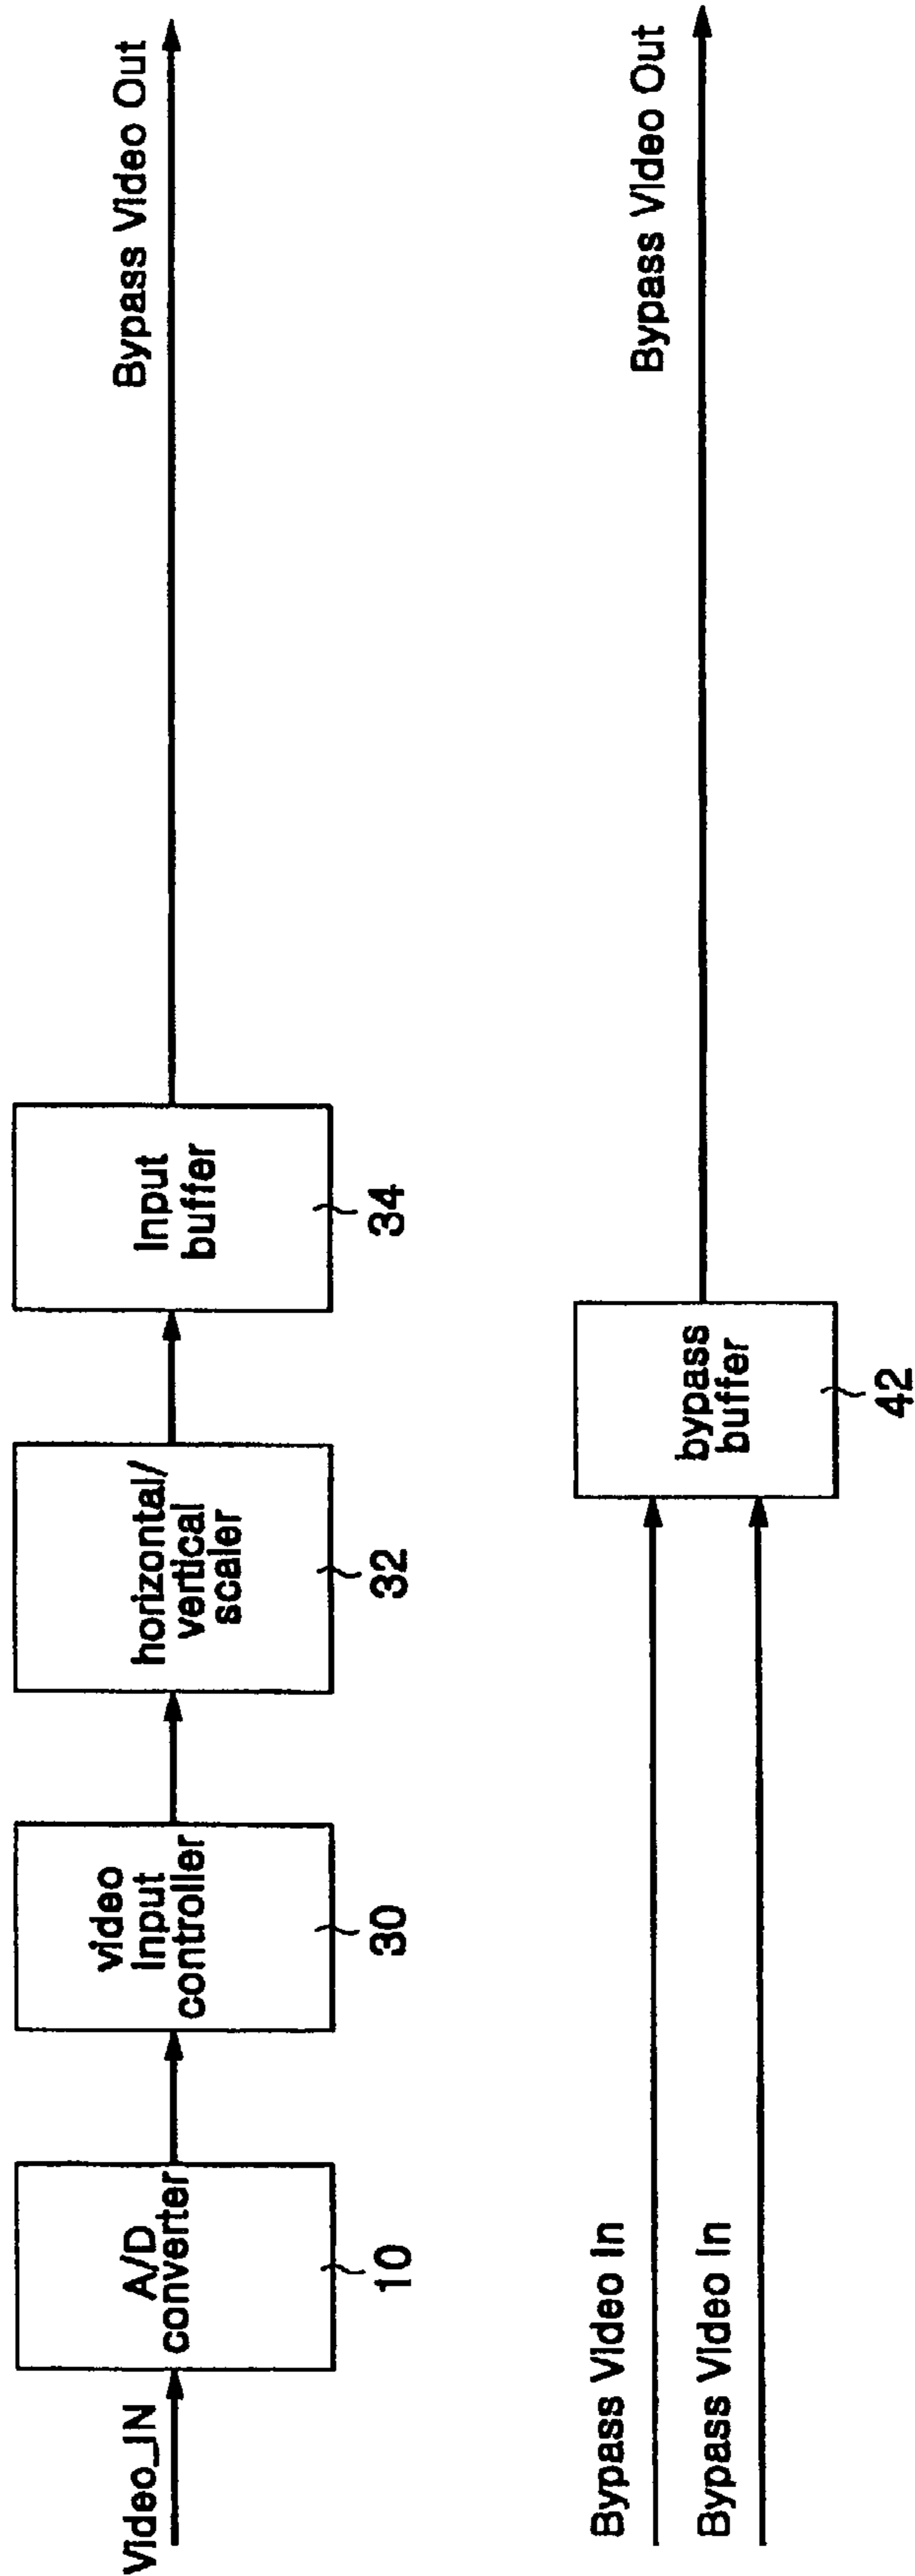 Video_IN
A/D
converter
10
video
Input
controller
30
horizontal/
vertical
scaler
32
Input
buffer
34
Bypass Video Out
Bypass Video In
Bypass Video In
bypass
buffer
42
Bypass Video Out